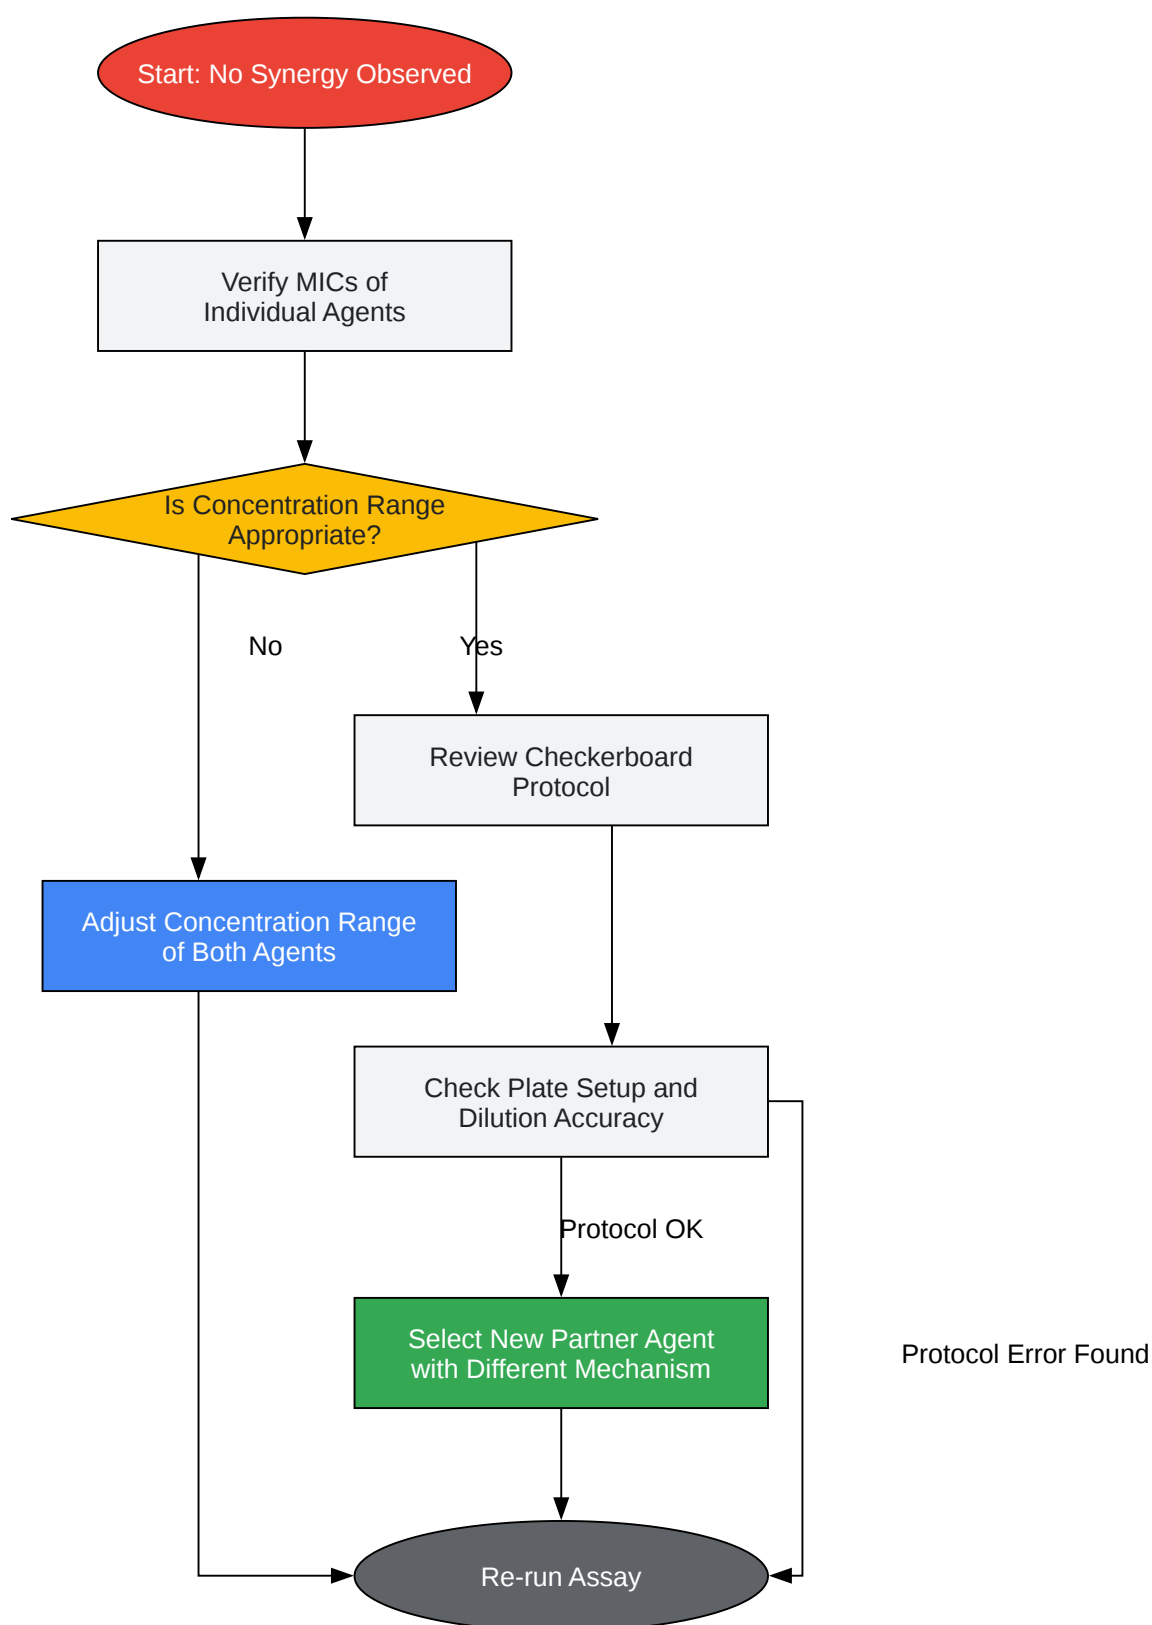 Start: No Synergy Observed
Verify MICs of
Individual Agents
Is Concentration Range
Appropriate?
No
Yes
Review Checkerboard
Protocol
Adjust Concentration Range
of Both Agents
Check Plate Setup and
Dilution Accuracy
Protocol OK
Select New Partner Agent
with Different Mechanism
Protocol Error Found
Re-run Assay